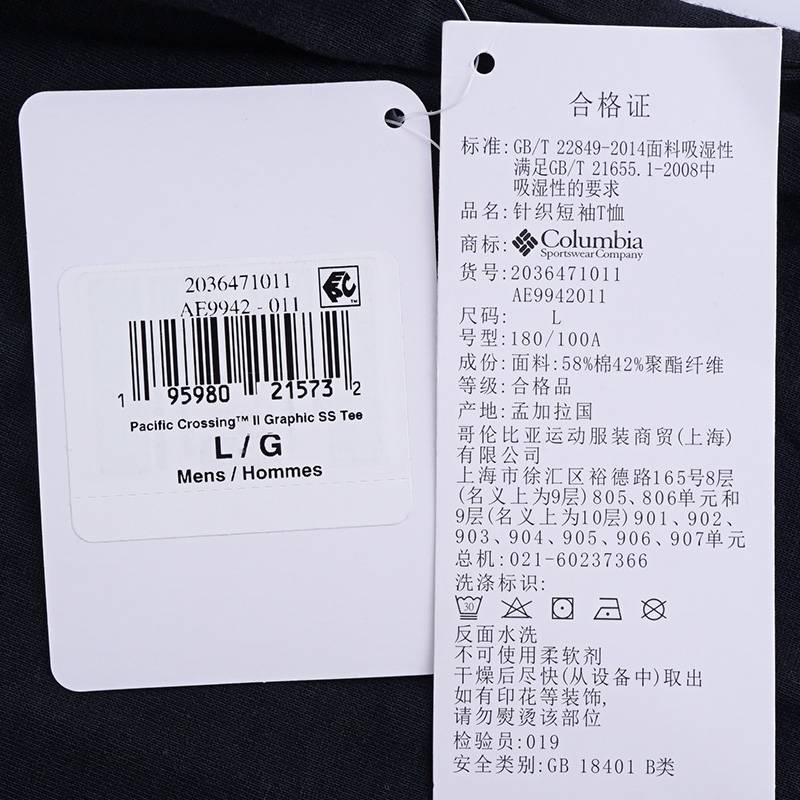 2036471011
AE9942 - 011
1 95980 21573 2
Pacific Crossing™ II Graphic SS Tee
L / G
Mens / Hommes
合格证
标准:GB/T 22849-2014面料吸湿性
满足GB/T 21655.1-2008中
吸湿性的要求
品名:针织短袖T恤
商标: Columbia
Sportswear Company
货号:2036471011
AE9942011
尺码: L
号型:180/100A
成份:面料:58%棉42%聚酯纤维
等级:合格品
产地:孟加拉国
哥伦比亚运动服装商贸(上海)
有限公司
上海市徐汇区裕德路165号8层
(名义上为9层)805、806单元和
9层(名义上为10层)901、902、
903、904、905、906、907单元
总机:021-60237366
洗涤标识:
30
反面水洗
不可使用柔软剂
干燥后尽快(从设备中)取出
如有印花等装饰,
请勿熨烫该部位
检验员:019
安全类别:GB 18401 B类